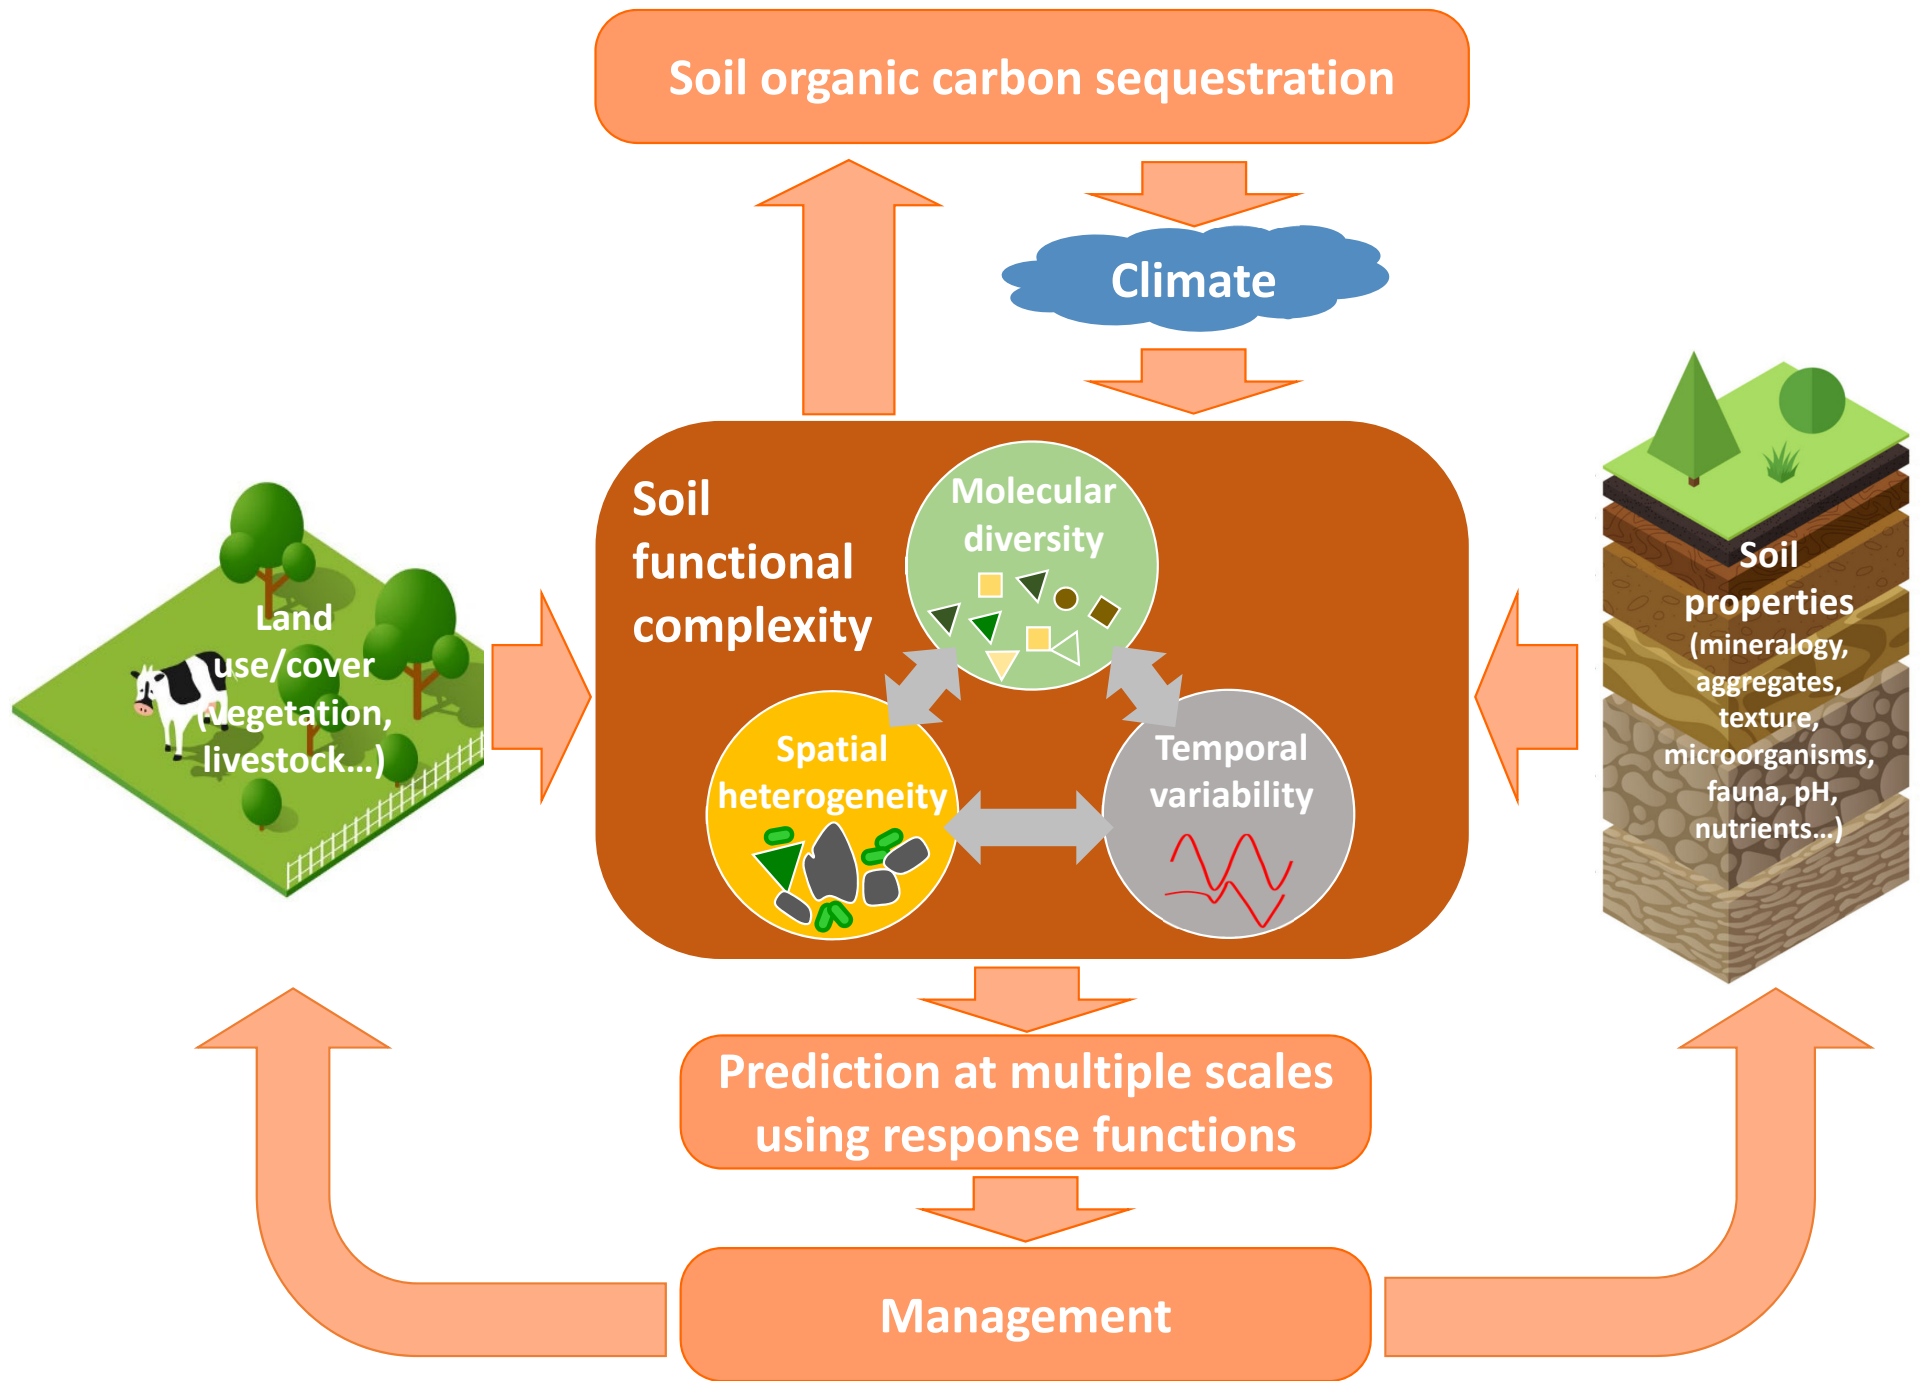 Soil organic carbon sequestration
Climate
Soil
functional
complexity
Molecular
diversity
Spatial
heterogeneity
Temporal
variability
Land
use/cover
(vegetation,
livestock...)
Soil
properties
(mineralogy,
aggregates,
texture,
microorganisms,
fauna, pH,
nutrients...)
Prediction at multiple scales
using response functions
Management